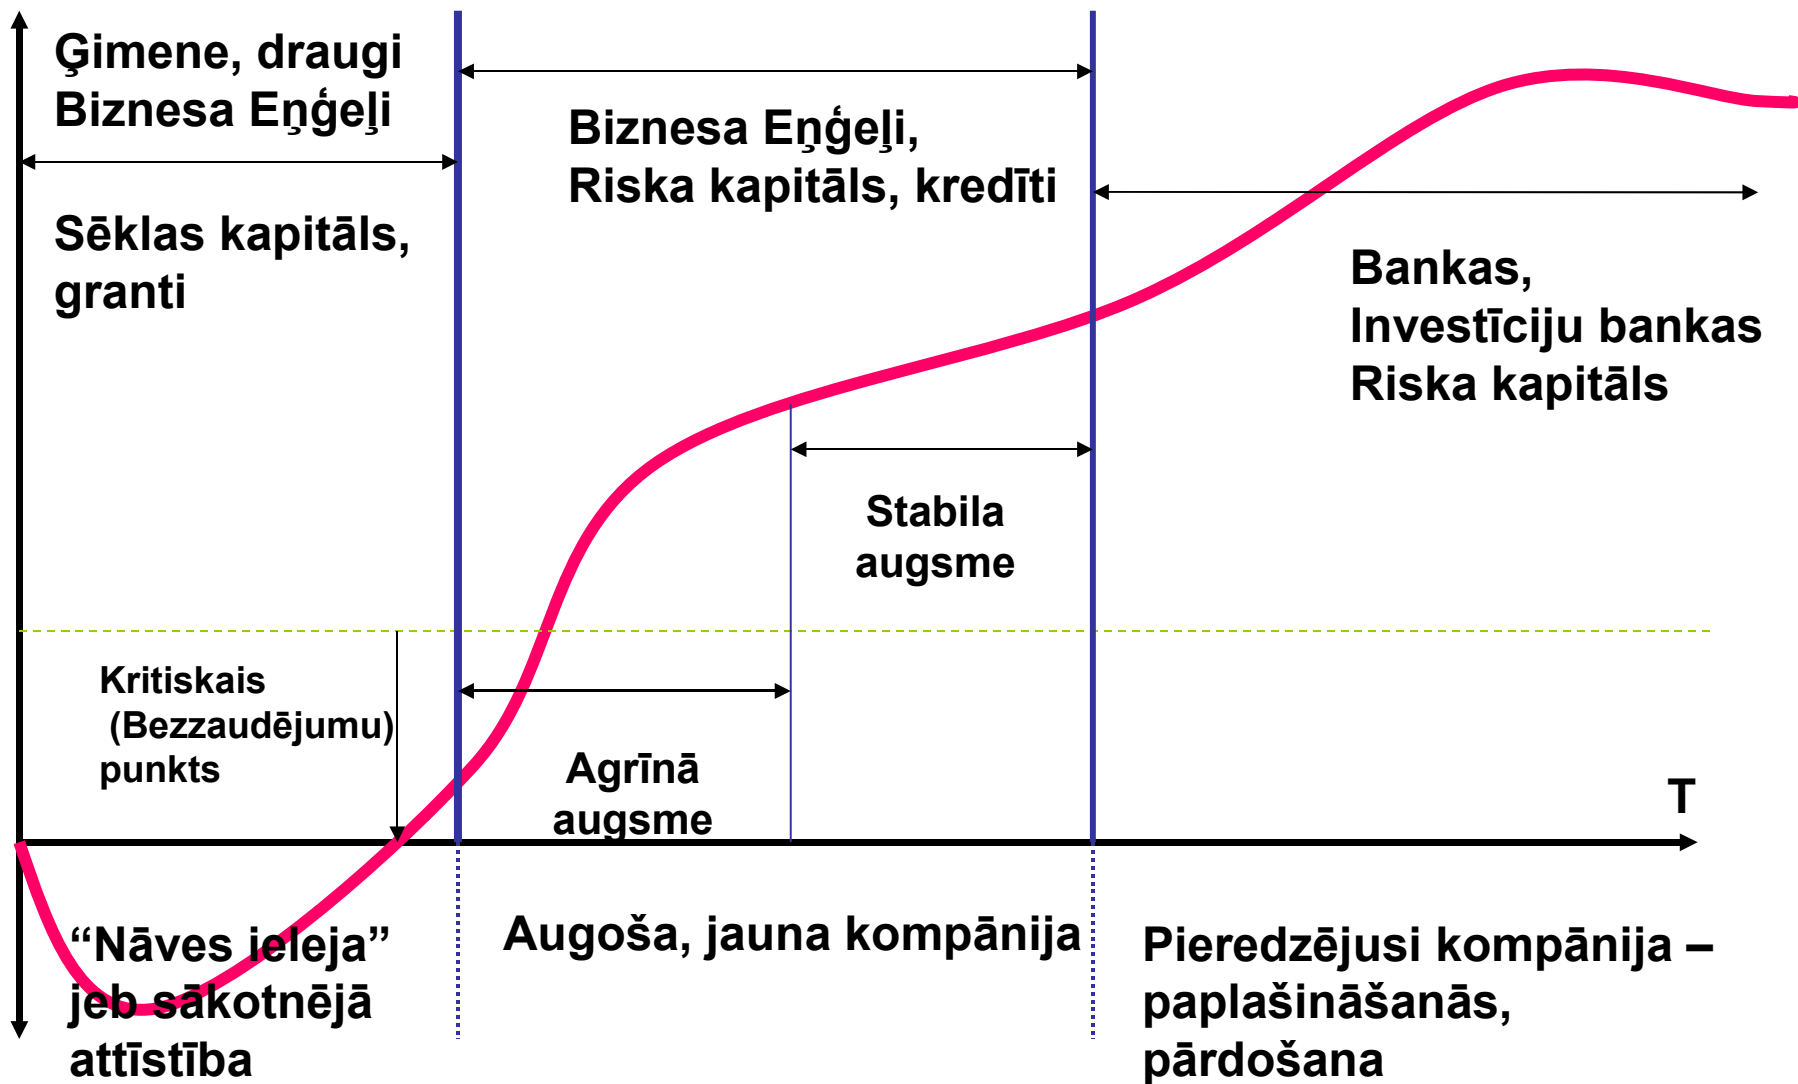 Ģimene, draugi
Biznesa Eņģeļi
Sēklas kapitāls,
granti
Biznesa Eņģeļi,
Riska kapitāls, kredīti
Bankas,
Investīciju bankas
Riska kapitāls
Stabila
augsme
Kritiskais
(Bezzaudējumu)
punkts
Agrīnā
augsme
T
“Nāves ieleja”
jeb sākotnējā
attīstība
Augoša, jauna kompānija
Pieredzējusi kompānija –
paplašināšanās,
pārdošana